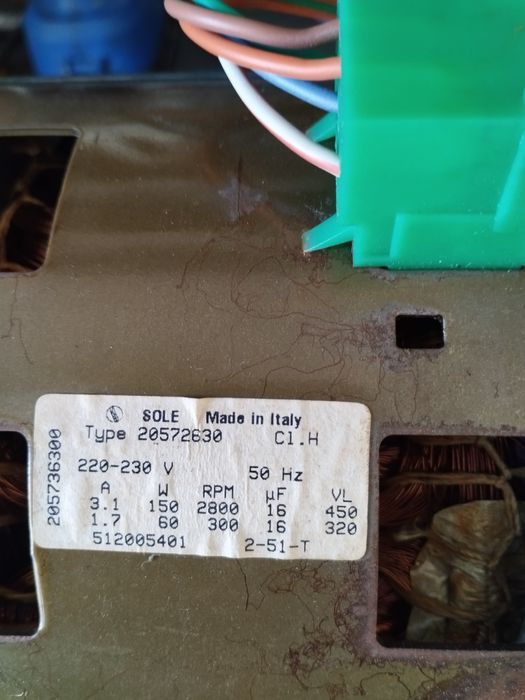 SOLE Made in Italy
Type 20572630 Cl.H
220-230 V 50 Hz
A W RPM µF VL
3.1 150 2800 16 450
1.7 60 300 16 320
512005401 2-51-T
205736300